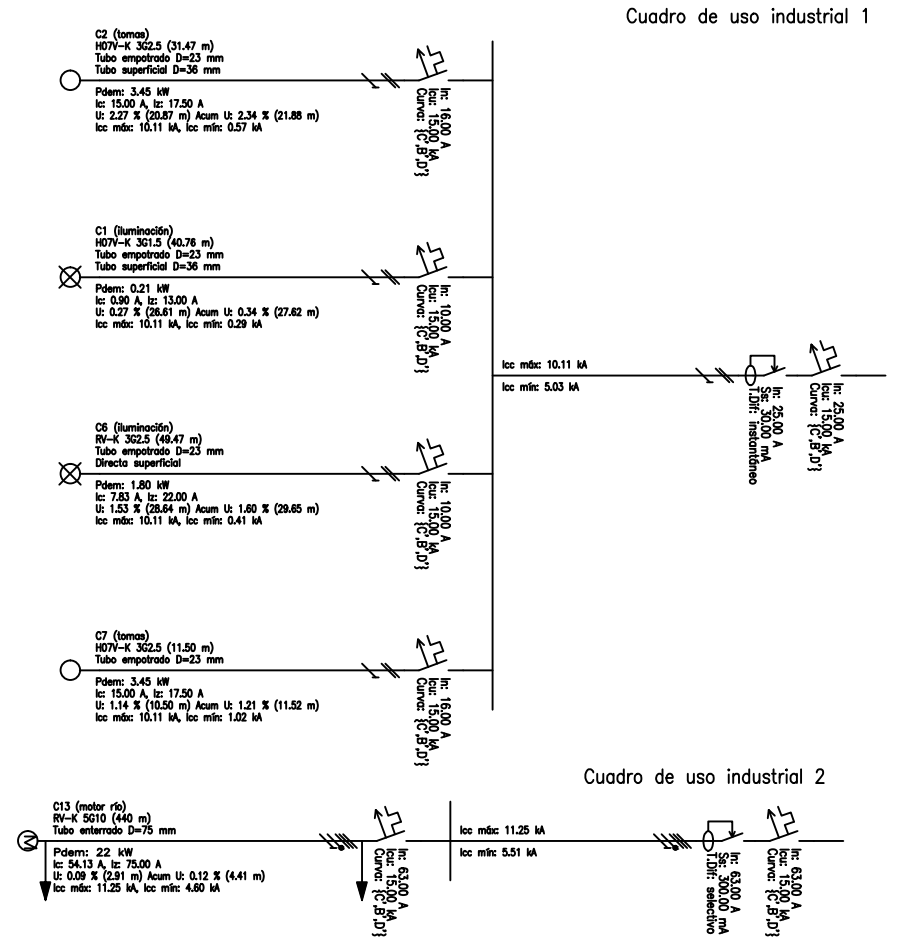 Cuadro de uso industrial 1
C2 (tomas)
H07V-K 3G2.5 (31.47 m)
Tubo empotrado D=23 mm
Tubo superficial D=36 mm
Pdem: 3.45 kW
Ic: 15.00 A, Iz: 17.50 A
U: 2.27 % (20.87 m) Acum U: 2.34 % (21.88 m)
Icc máx: 10.11 kA, Icc mín: 0.57 kA
In: 16.00 A
Icu: 15.00 kA
Curva: {C',B',D'}
C1 (iluminación)
H07V-K 3G1.5 (40.76 m)
Tubo empotrado D=23 mm
Tubo superficial D=36 mm
Pdem: 0.21 kW
Ic: 0.90 A, Iz: 13.00 A
U: 0.27 % (26.61 m) Acum U: 0.34 % (27.62 m)
Icc máx: 10.11 kA, Icc mín: 0.29 kA
In: 10.00 A
Icu: 15.00 kA
Curva: {C',B',D'}
Icc máx: 10.11 kA
Icc mín: 5.03 kA
In: 25.00 A
Ss: 30.00 mA
T.Dif: instantáneo
In: 25.00 A
Icu: 15.00 kA
Curva: {C',B',D'}
C6 (iluminación)
RV-K 3G2.5 (49.47 m)
Tubo empotrado D=23 mm
Directa superficial
Pdem: 1.80 kW
Ic: 7.83 A, Iz: 22.00 A
U: 1.53 % (28.64 m) Acum U: 1.60 % (29.65 m)
Icc máx: 10.11 kA, Icc mín: 0.41 kA
In: 10.00 A
Icu: 15.00 kA
Curva: {C',B',D'}
C7 (tomas)
H07V-K 3G2.5 (11.50 m)
Tubo empotrado D=23 mm
Pdem: 3.45 kW
Ic: 15.00 A, Iz: 17.50 A
U: 1.14 % (10.50 m) Acum U: 1.21 % (11.52 m)
Icc máx: 10.11 kA, Icc mín: 1.02 kA
In: 16.00 A
Icu: 15.00 kA
Curva: {C',B',D'}
Cuadro de uso industrial 2
C13 (motor río)
RV-K 5G10 (440 m)
Tubo enterrado D=75 mm
M
Pdem: 22 kW
Ic: 54.13 A, Iz: 75.00 A
U: 0.09 % (2.91 m) Acum U: 0.12 % (4.41 m)
Icc máx: 11.25 kA, Icc mín: 4.60 kA
In: 63.00 A
Icu: 15.00 kA
Curva: {C',B',D'}
Icc máx: 11.25 kA
Icc mín: 5.51 kA
In: 63.00 A
Ss: 300.00 mA
T.Dif: selectivo
In: 63.00 A
Icu: 15.00 kA
Curva: {C',B',D'}